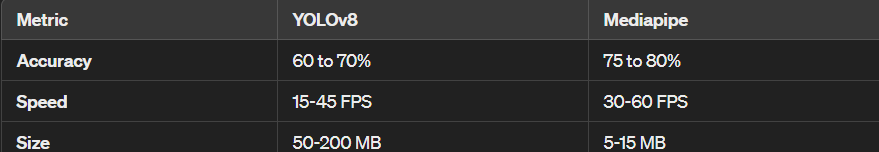 Metric YOLOv8 Mediapipe
Accuracy 60 to 70% 75 to 80%
Speed 15-45 FPS 30-60 FPS
Size 50-200 MB 5-15 MB